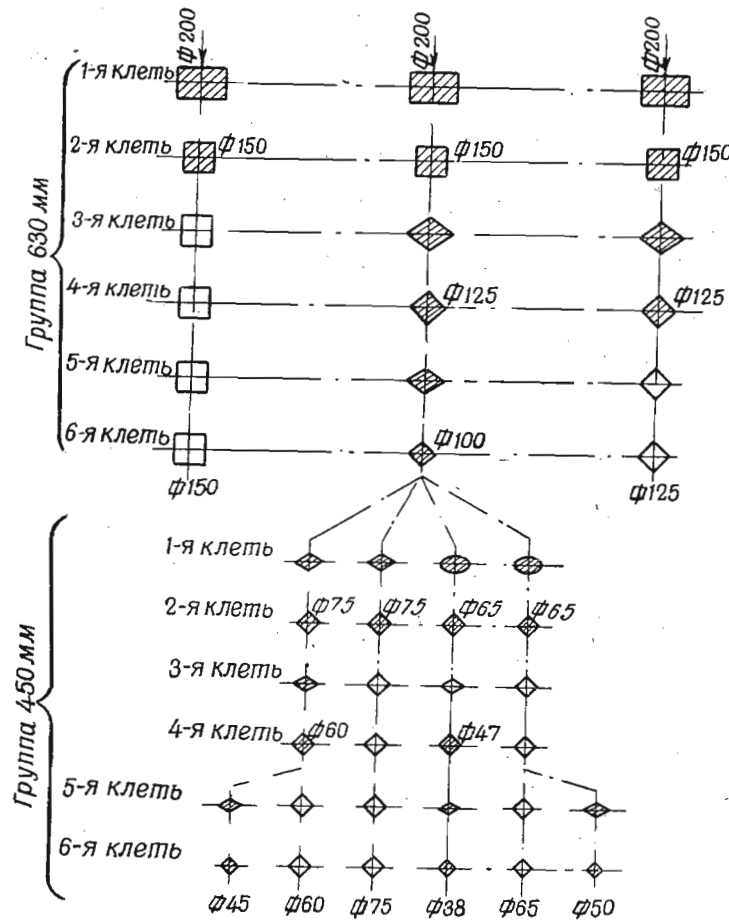 ф200 ф200 ф200
1-я клеть
2-я клеть ф150 ф150 ф150
3-я клеть
4-я клеть ф125 ф125
5-я клеть
6-я клеть ф100
ф150 ф125
Группа 630 мм
1-я клеть
2-я клеть ф75 ф75 ф65 ф65
3-я клеть
4-я клеть ф60 ф47
5-я клеть
6-я клеть
ф45 ф60 ф75 ф38 ф65 ф50
Группа 450 мм